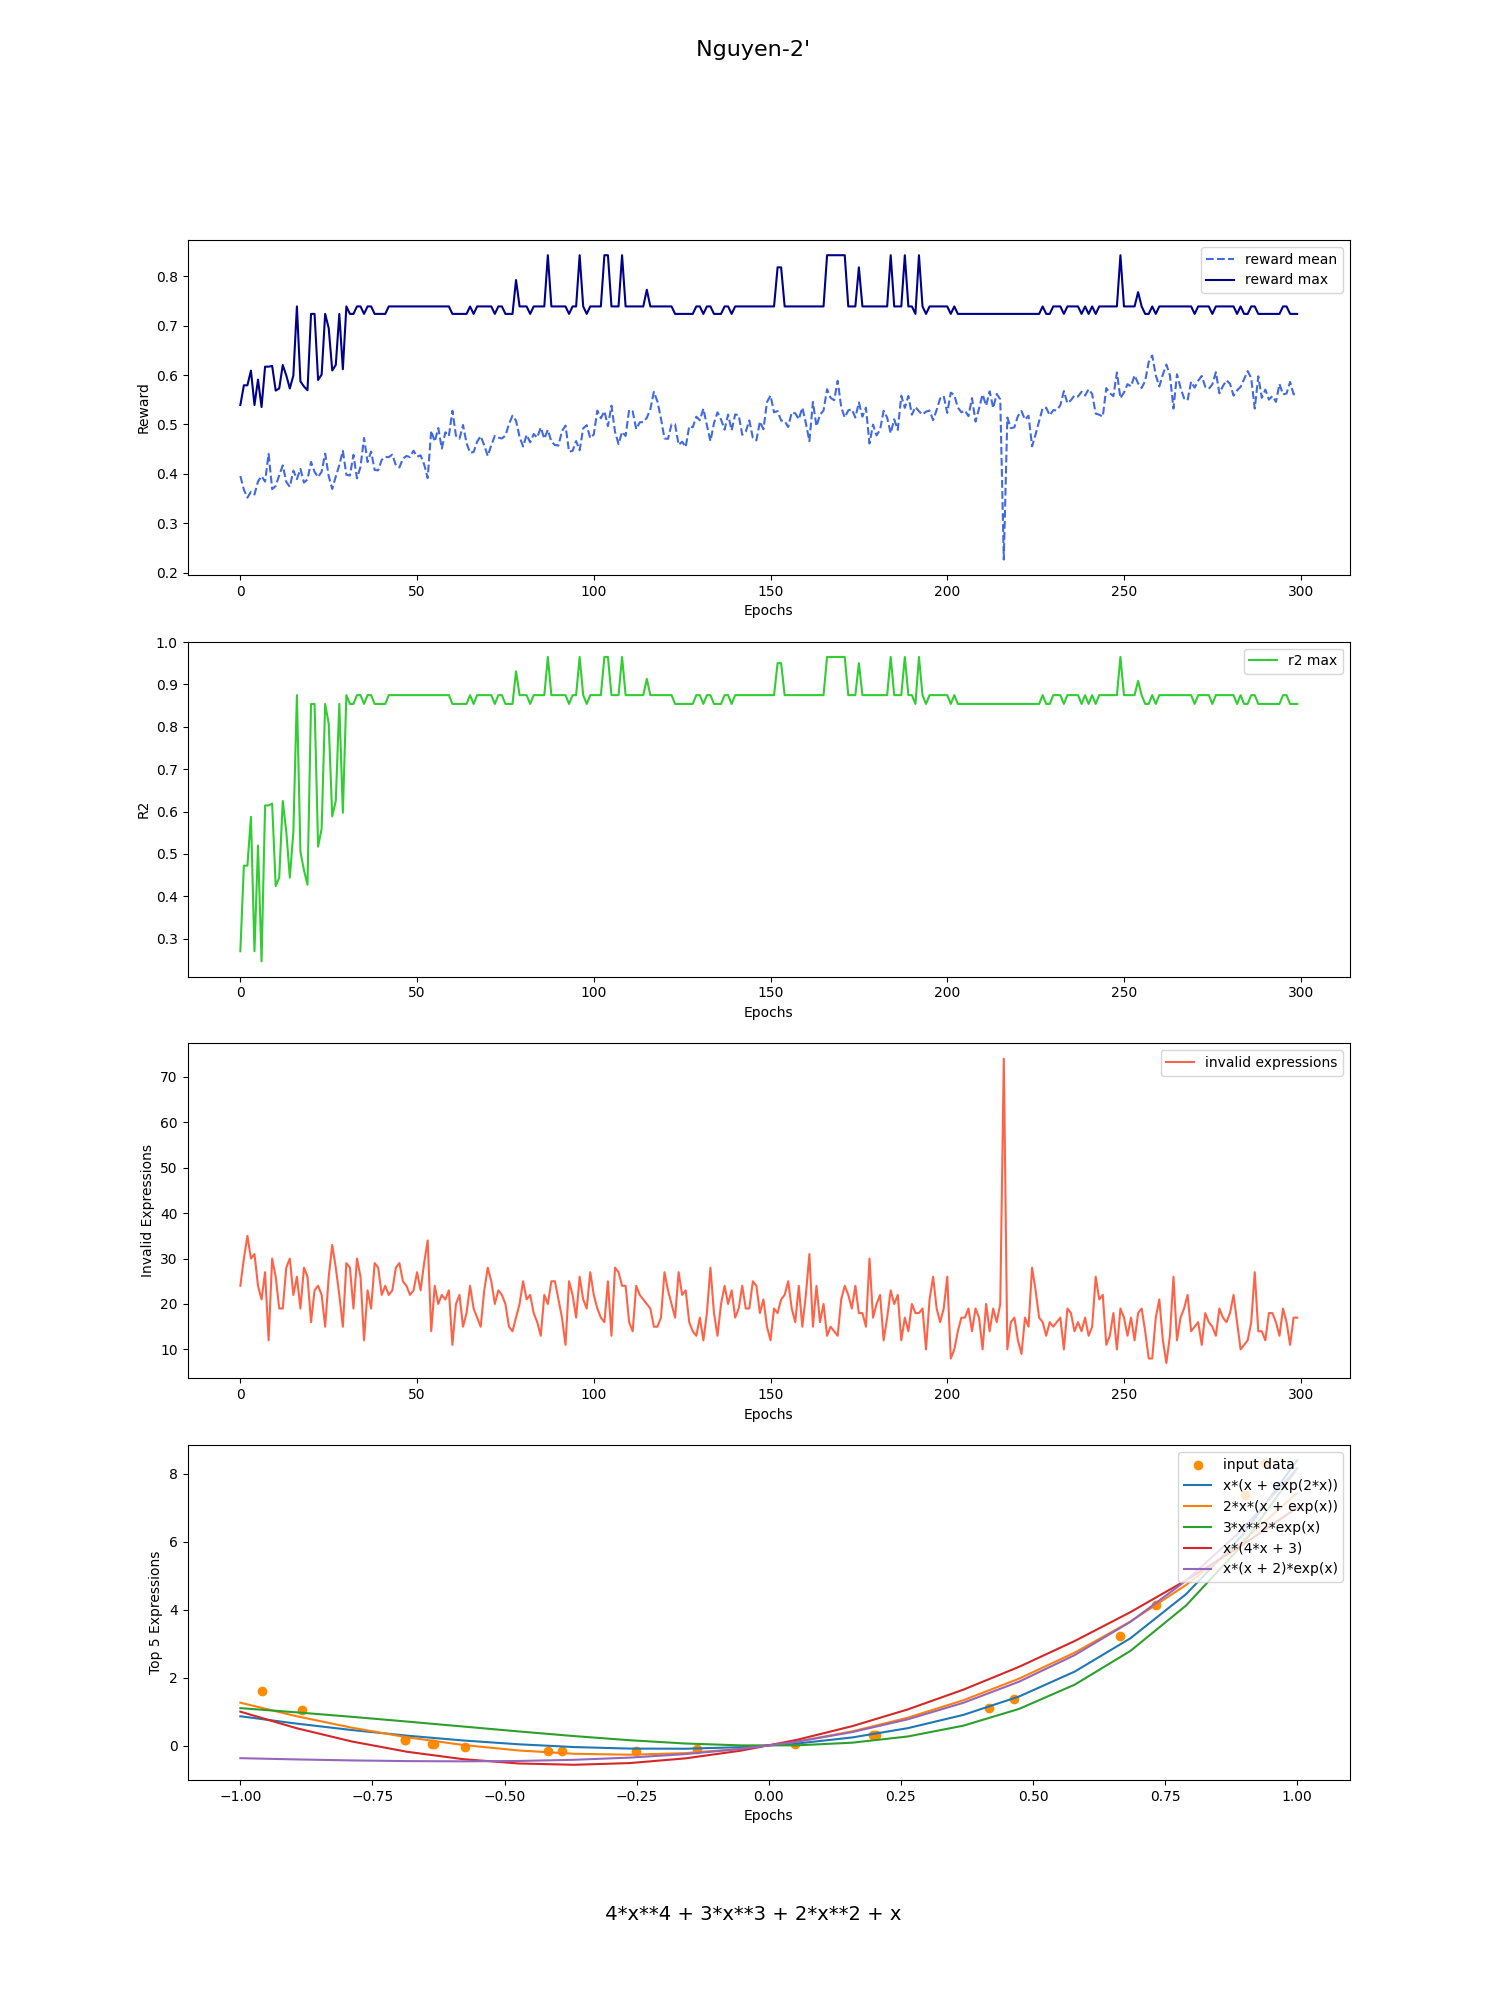 Nguyen-2'
reward mean
reward max
0.8
0.7
0.6
0.5
0.4
0.3
0.2
Reward
0
50
100
150
200
250
300
Epochs
r2 max
1.0
0.9
0.8
0.7
0.6
0.5
0.4
0.3
R2
0
50
100
150
200
250
300
Epochs
invalid expressions
70
60
50
40
30
20
10
Invalid Expressions
0
50
100
150
200
250
300
Epochs
input data
x*(x + exp(2*x))
2*x*(x + exp(x))
3*x**2*exp(x)
x*(4*x + 3)
x*(x + 2)*exp(x)
8
6
4
2
0
Top 5 Expressions
−1.00
−0.75
−0.50
−0.25
0.00
0.25
0.50
0.75
1.00
Epochs
4*x**4 + 3*x**3 + 2*x**2 + x